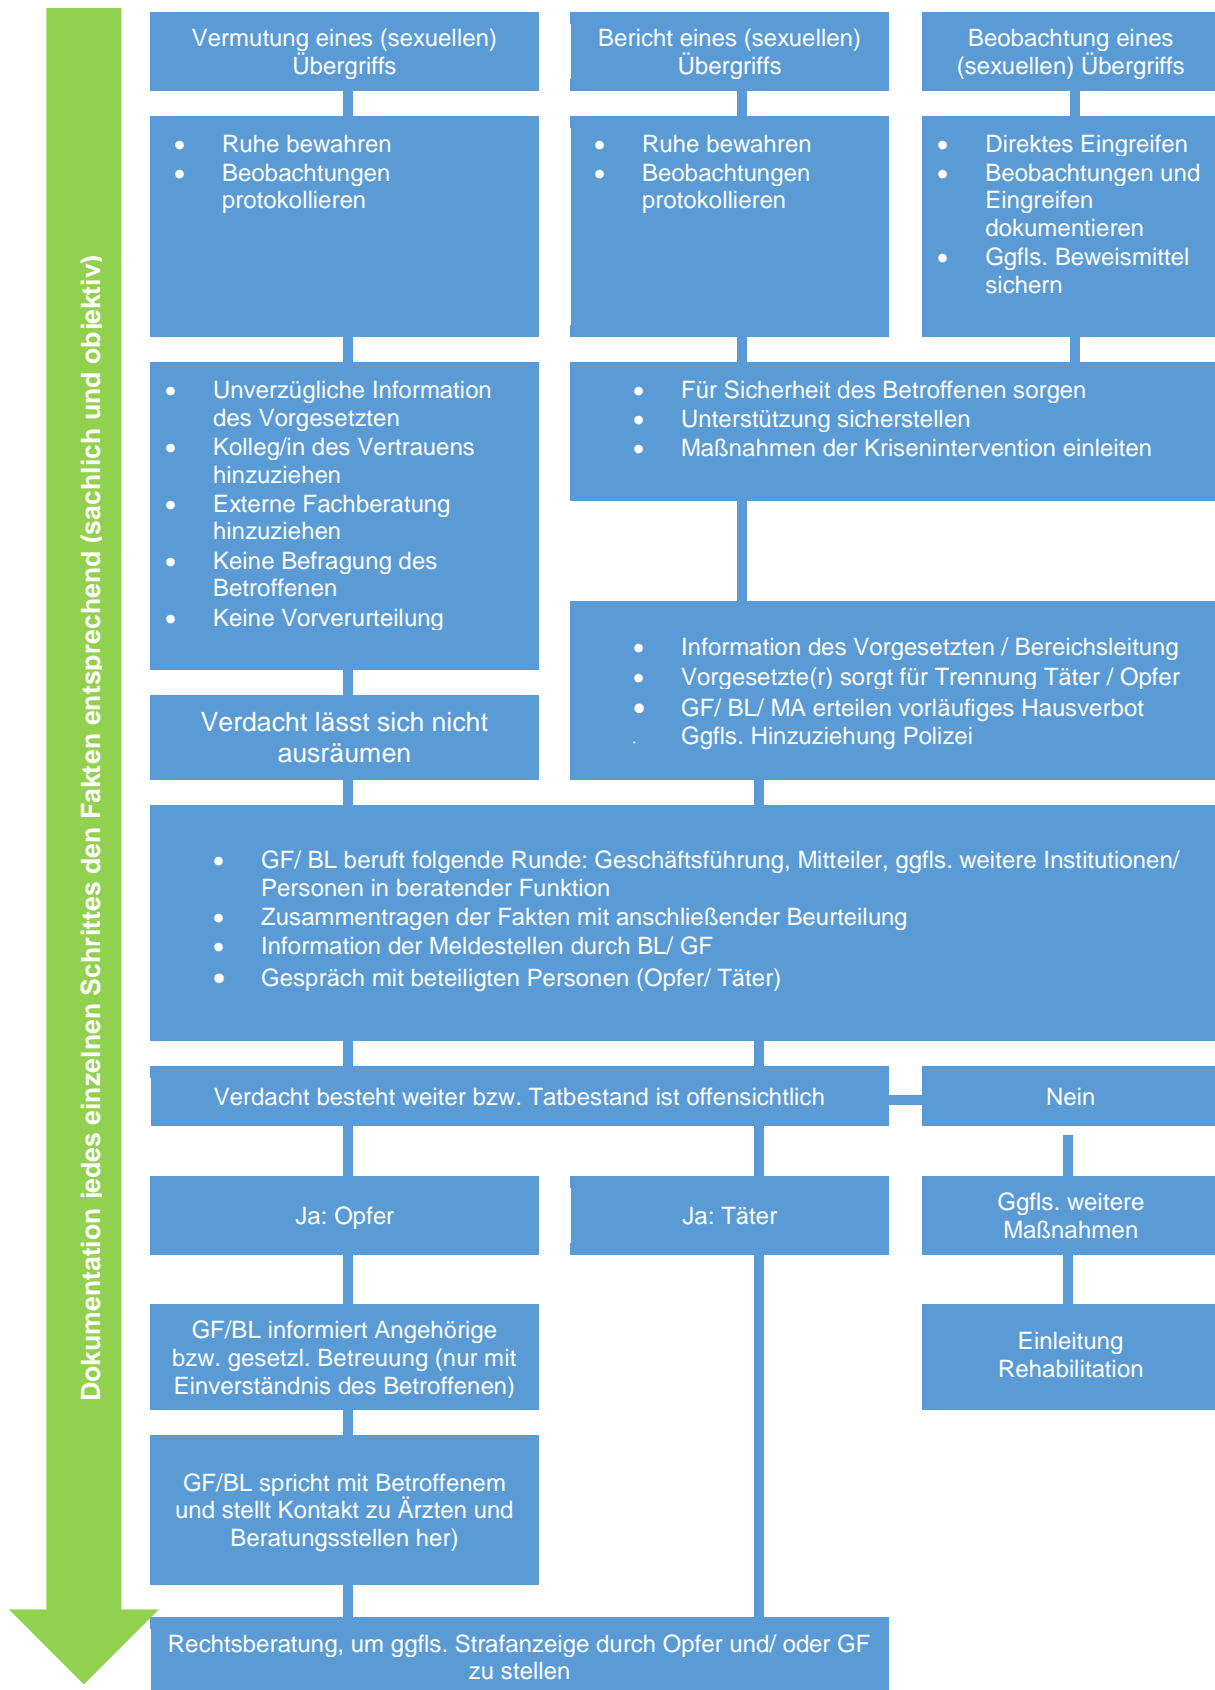 Dokumentation jedes einzelnen Schrittes den Fakten entsprechend (sachlich und objektiv)
Vermutung eines (sexuellen)
Übergriffs
Bericht eines (sexuellen)
Übergriffs
Beobachtung eines
(sexuellen) Übergriffs
• Ruhe bewahren
• Beobachtungen
protokollieren
• Ruhe bewahren
• Beobachtungen
protokollieren
• Direktes Eingreifen
• Beobachtungen und
Eingreifen
dokumentieren
• Ggfls. Beweismittel
sichern
• Unverzügliche Information
des Vorgesetzten
• Kolleg/in des Vertrauens
hinzuziehen
• Externe Fachberatung
hinzuziehen
• Keine Befragung des
Betroffenen
• Keine Vorverurteilung
• Für Sicherheit des Betroffenen sorgen
• Unterstützung sicherstellen
• Maßnahmen der Krisenintervention einleiten
• Information des Vorgesetzten / Bereichsleitung
• Vorgesetzte(r) sorgt für Trennung Täter / Opfer
• GF/ BL/ MA erteilen vorläufiges Hausverbot
. Ggfls. Hinzuziehung Polizei
Verdacht lässt sich nicht
ausräumen
• GF/ BL beruft folgende Runde: Geschäftsführung, Mitteiler, ggfls. weitere Institutionen/
Personen in beratender Funktion
• Zusammentragen der Fakten mit anschließender Beurteilung
• Information der Meldestellen durch BL/ GF
• Gespräch mit beteiligten Personen (Opfer/ Täter)
Verdacht besteht weiter bzw. Tatbestand ist offensichtlich
Nein
Ja: Opfer
Ja: Täter
Ggfls. weitere
Maßnahmen
GF/BL informiert Angehörige
bzw. gesetzl. Betreuung (nur mit
Einverständnis des Betroffenen)
Einleitung
Rehabilitation
GF/BL spricht mit Betroffenem
und stellt Kontakt zu Ärzten und
Beratungsstellen her)
Rechtsberatung, um ggfls. Strafanzeige durch Opfer und/ oder GF
zu stellen